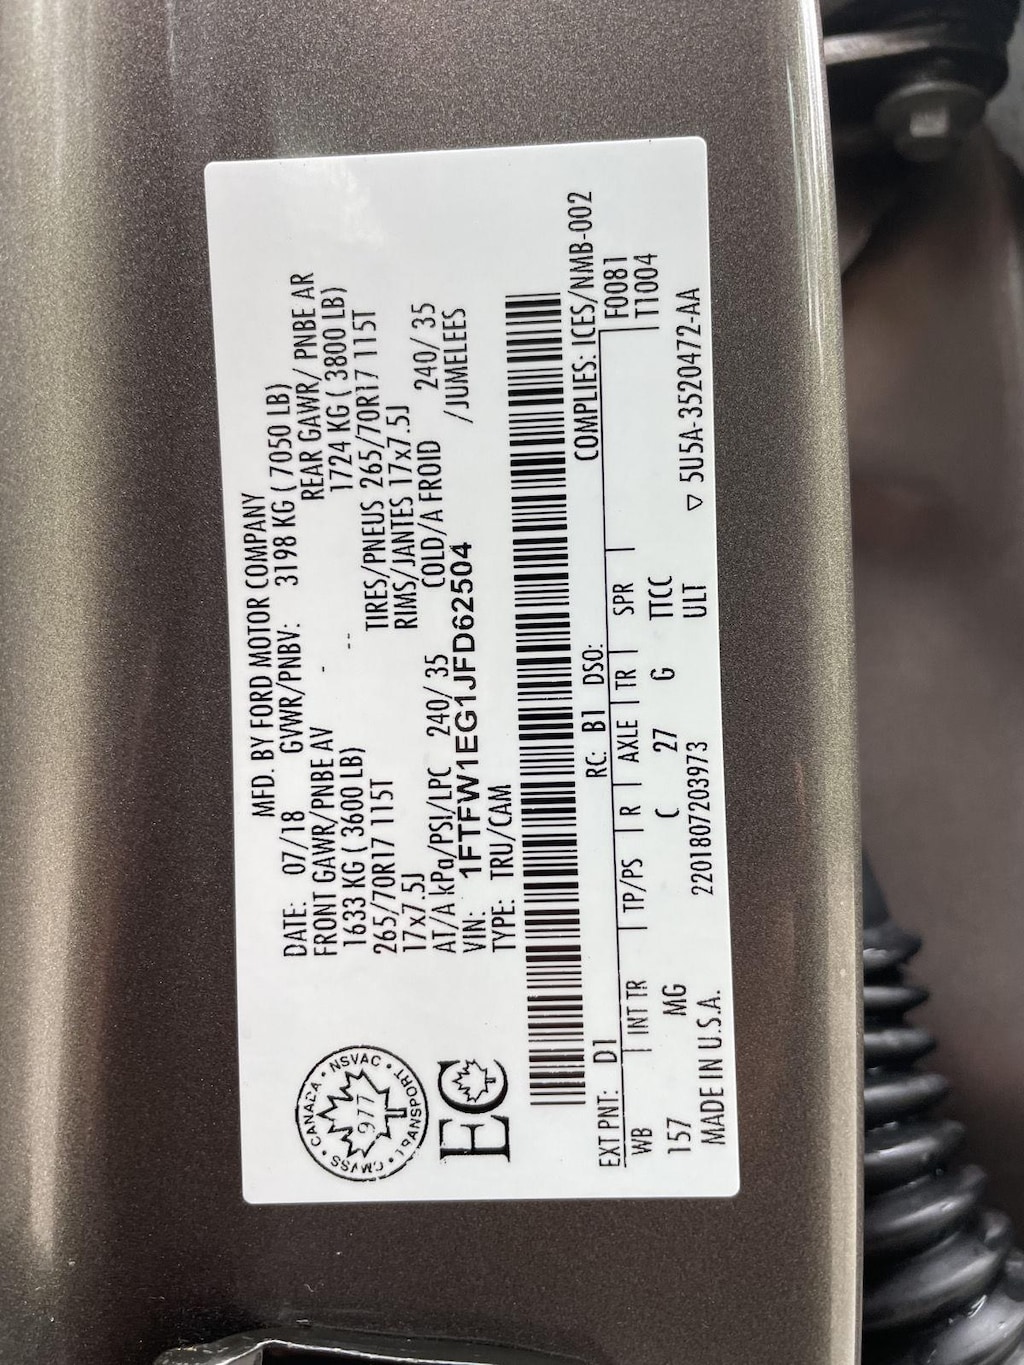 MFD. BY FORD MOTOR COMPANY
DATE: 07/18 GVWR/PNBV: 3198 KG ( 7050 LB)
FRONT GAWR/PNBE AV - REAR GAWR/ PNBE AR
1633 KG ( 3600 LB) -- 1724 KG ( 3800 LB)
265/70R17 115T TIRES/PNEUS 265/70R17 115T
17x7.5J RIMS/JANTES 17x7.5J
AT/A kPa/PSI/LPC 240/ 35 COLD/A FROID 240/ 35
VIN: 1FTFW1EG1JFD62504 /JUMELEES
TYPE: TRU/CAM
CANADA • NSVAC • TRANSPORT • CMVSS •
977
EC
COMPLIES: ICES/NMB-002
EXT PNT: D1 RC: B1 DSO: F0081
WB | INT TR | TP/PS | R | AXLE | TR | SPR | T1004
157 MG C 27 G TTCC
MADE IN U.S.A. 2201807203973 ULT ▽ 5U5A-3520472-AA